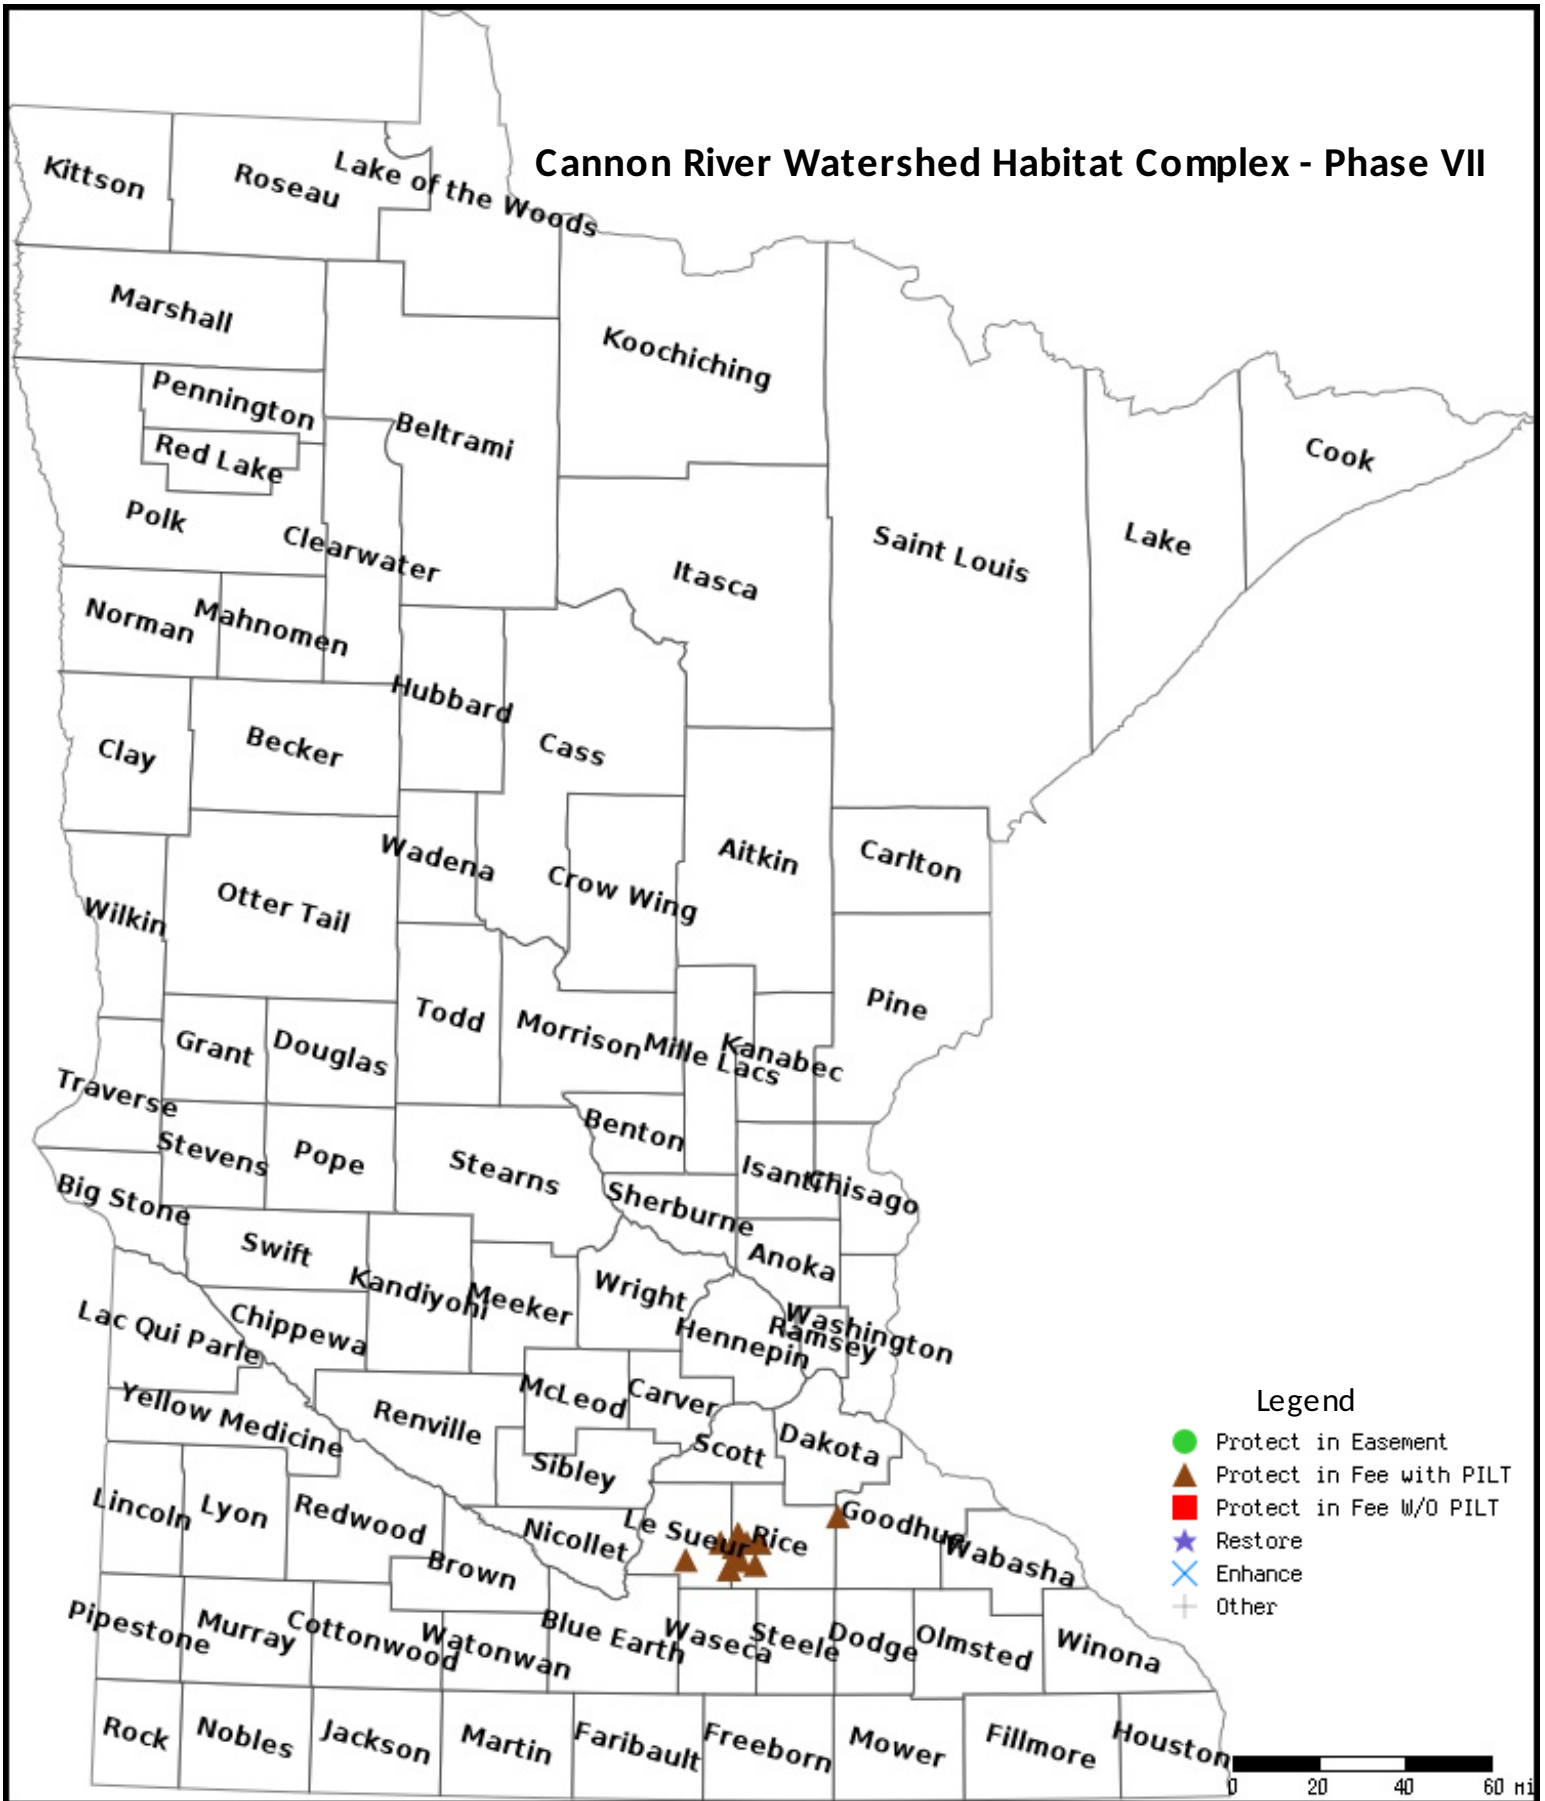 Cannon River Watershed Habitat Complex - Phase VII
Kittson
Roseau
Lake of the Woods
Marshall
Koochiching
Pennington
Beltrami
Red Lake
Cook
Polk
Clearwater
Saint Louis
Lake
Itasca
Norman
Mahnomen
Hubbard
Clay
Becker
Cass
Wadena
Aitkin
Carlton
Otter Tail
Crow Wing
Wilkin
Pine
Todd
Morrison
Grant
Douglas
Mille Lacs
Kanabec
Traverse
Benton
Stevens
Pope
Stearns
Isanti
Chisago
Big Stone
Sherburne
Swift
Anoka
Kandiyohi
Meeker
Wright
Lac Qui Parle
Chippewa
Washington
Ramsey
Hennepin
McLeod
Carver
Yellow Medicine
Renville
Scott
Dakota
Sibley
Lincoln
Lyon
Redwood
Nicollet
Le Sueur
Rice
Goodhue
Wabasha
Brown
Pipestone
Murray
Cottonwood
Watonwan
Blue Earth
Waseca
Steele
Dodge
Olmsted
Winona
Rock
Nobles
Jackson
Martin
Faribault
Freeborn
Mower
Fillmore
Houston
Legend
Protect in Easement
Protect in Fee with PILT
Protect in Fee W/O PILT
Restore
Enhance
Other
0 20 40 60 mi